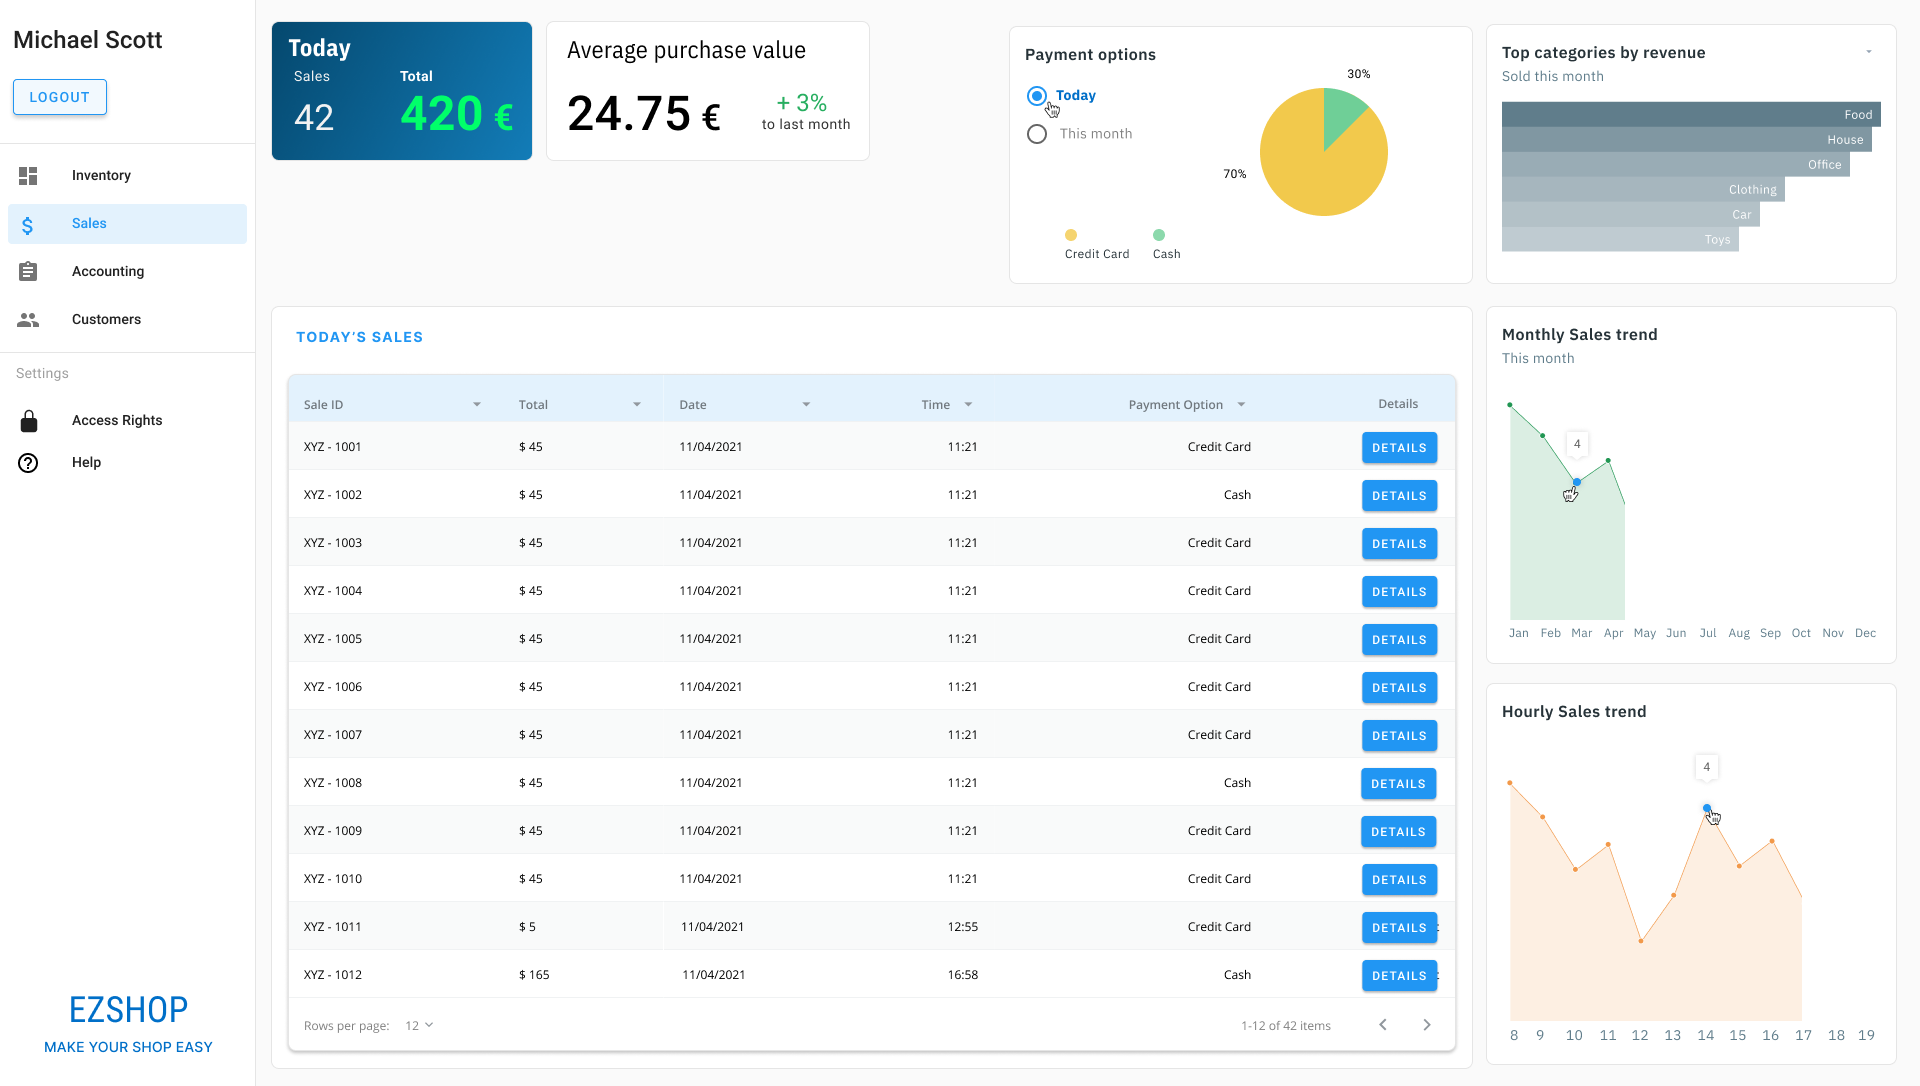 Michael Scott
LOGOUT
Inventory
$ Sales
Accounting
Customers
Settings
Access Rights
? Help
EZSHOP
MAKE YOUR SHOP EASY
Today
Sales Total
42 420 €
Average purchase value
24.75 € + 3%
to last month
Payment options
Today
This month
30%
70%
Credit Card Cash
Top categories by revenue
Sold this month
Food
House
Office
Clothing
Car
Toys
TODAY’S SALES
Sale ID Total Date Time Payment Option Details
XYZ - 1001 $ 45 11/04/2021 11:21 Credit Card DETAILS
XYZ - 1002 $ 45 11/04/2021 11:21 Cash DETAILS
XYZ - 1003 $ 45 11/04/2021 11:21 Credit Card DETAILS
XYZ - 1004 $ 45 11/04/2021 11:21 Credit Card DETAILS
XYZ - 1005 $ 45 11/04/2021 11:21 Credit Card DETAILS
XYZ - 1006 $ 45 11/04/2021 11:21 Credit Card DETAILS
XYZ - 1007 $ 45 11/04/2021 11:21 Credit Card DETAILS
XYZ - 1008 $ 45 11/04/2021 11:21 Cash DETAILS
XYZ - 1009 $ 45 11/04/2021 11:21 Credit Card DETAILS
XYZ - 1010 $ 45 11/04/2021 11:21 Credit Card DETAILS
XYZ - 1011 $ 5 11/04/2021 12:55 Credit Card DETAILS
XYZ - 1012 $ 165 11/04/2021 16:58 Cash DETAILS
Rows per page: 12 1-12 of 42 items
Monthly Sales trend
This month
4
Jan Feb Mar Apr May Jun Jul Aug Sep Oct Nov Dec
Hourly Sales trend
4
8 9 10 11 12 13 14 15 16 17 18 19